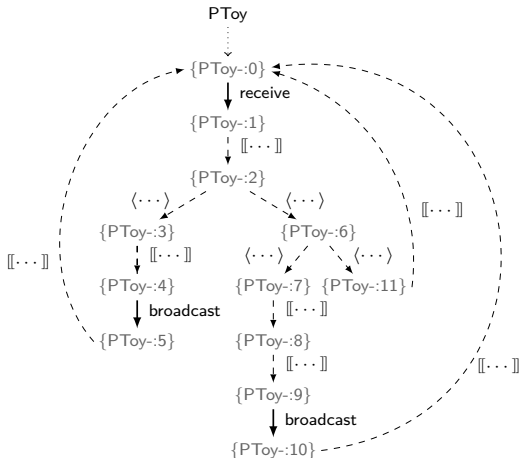 PToy
{PToy-:0}
receive
{PToy-:1}
⟦···⟧
{PToy-:2}
⟨···⟩ ⟨···⟩
{PToy-:3} {PToy-:6}
⟦···⟧ ⟨···⟩ ⟨···⟩ ⟦···⟧
{PToy-:4} {PToy-:7} {PToy-:11}
⟦···⟧ broadcast ⟦···⟧
{PToy-:5} {PToy-:8}
⟦···⟧ ⟦···⟧
{PToy-:9}
broadcast
{PToy-:10}